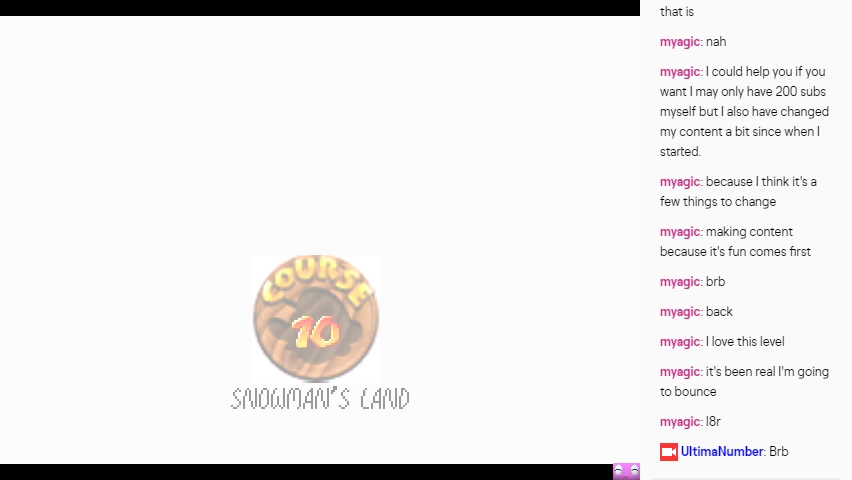 COURSE
10
SNOWMAN'S LAND
that is
myagic: nah
myagic: I could help you if you
want I may only have 200 subs
myself but I also have changed
my content a bit since when I
started.
myagic: because I think it's a
few things to change
myagic: making content
because it's fun comes first
myagic: brb
myagic: back
myagic: I love this level
myagic: it's been real I'm going
to bounce
myagic: l8r
UltimaNumber: Brb